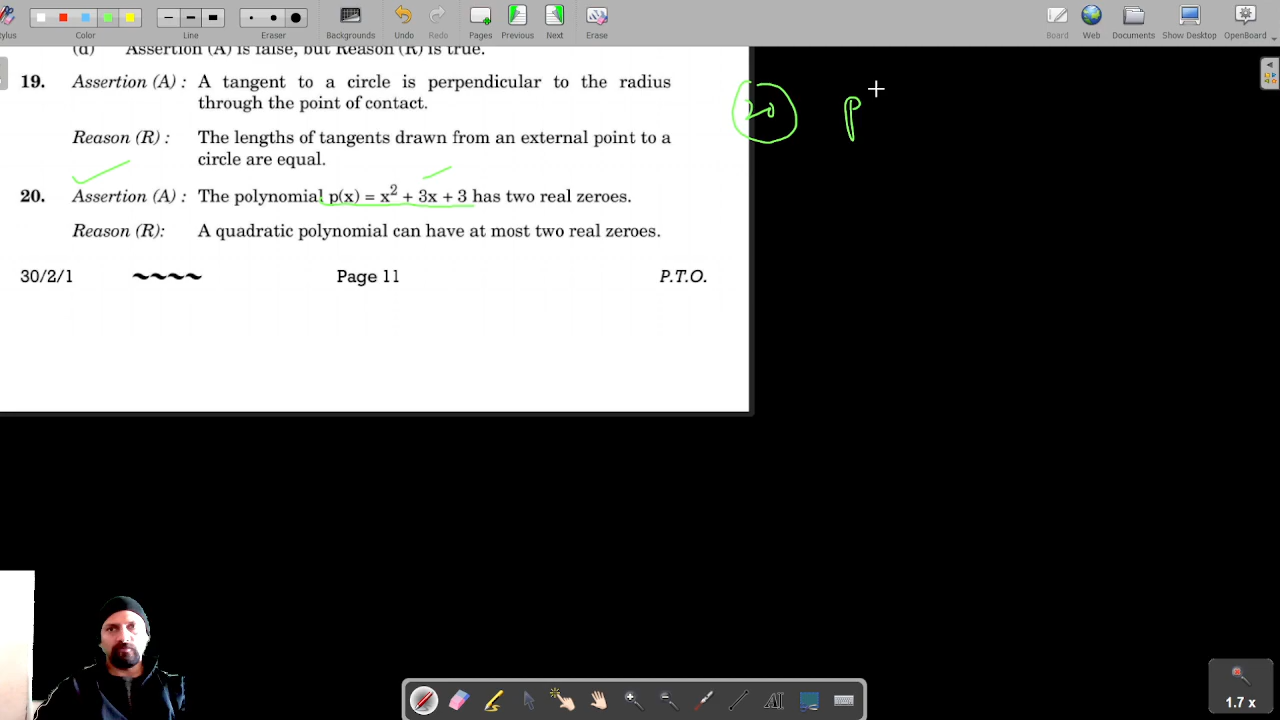 Stylus
Color
Line
Eraser
Backgrounds
Undo
Redo
Pages
Previous
Next
Erase
Board
Web
Documents
Show Desktop
OpenBoard
(d) Assertion (A) is false, but Reason (R) is true.
19. Assertion (A) : A tangent to a circle is perpendicular to the radius
through the point of contact.
Reason (R) : The lengths of tangents drawn from an external point to a
circle are equal.
20. Assertion (A) : The polynomial p(x) = x² + 3x + 3 has two real zeroes.
Reason (R): A quadratic polynomial can have at most two real zeroes.
30/2/1 ~~~~ Page 11 P.T.O.
20 p
1.7 x